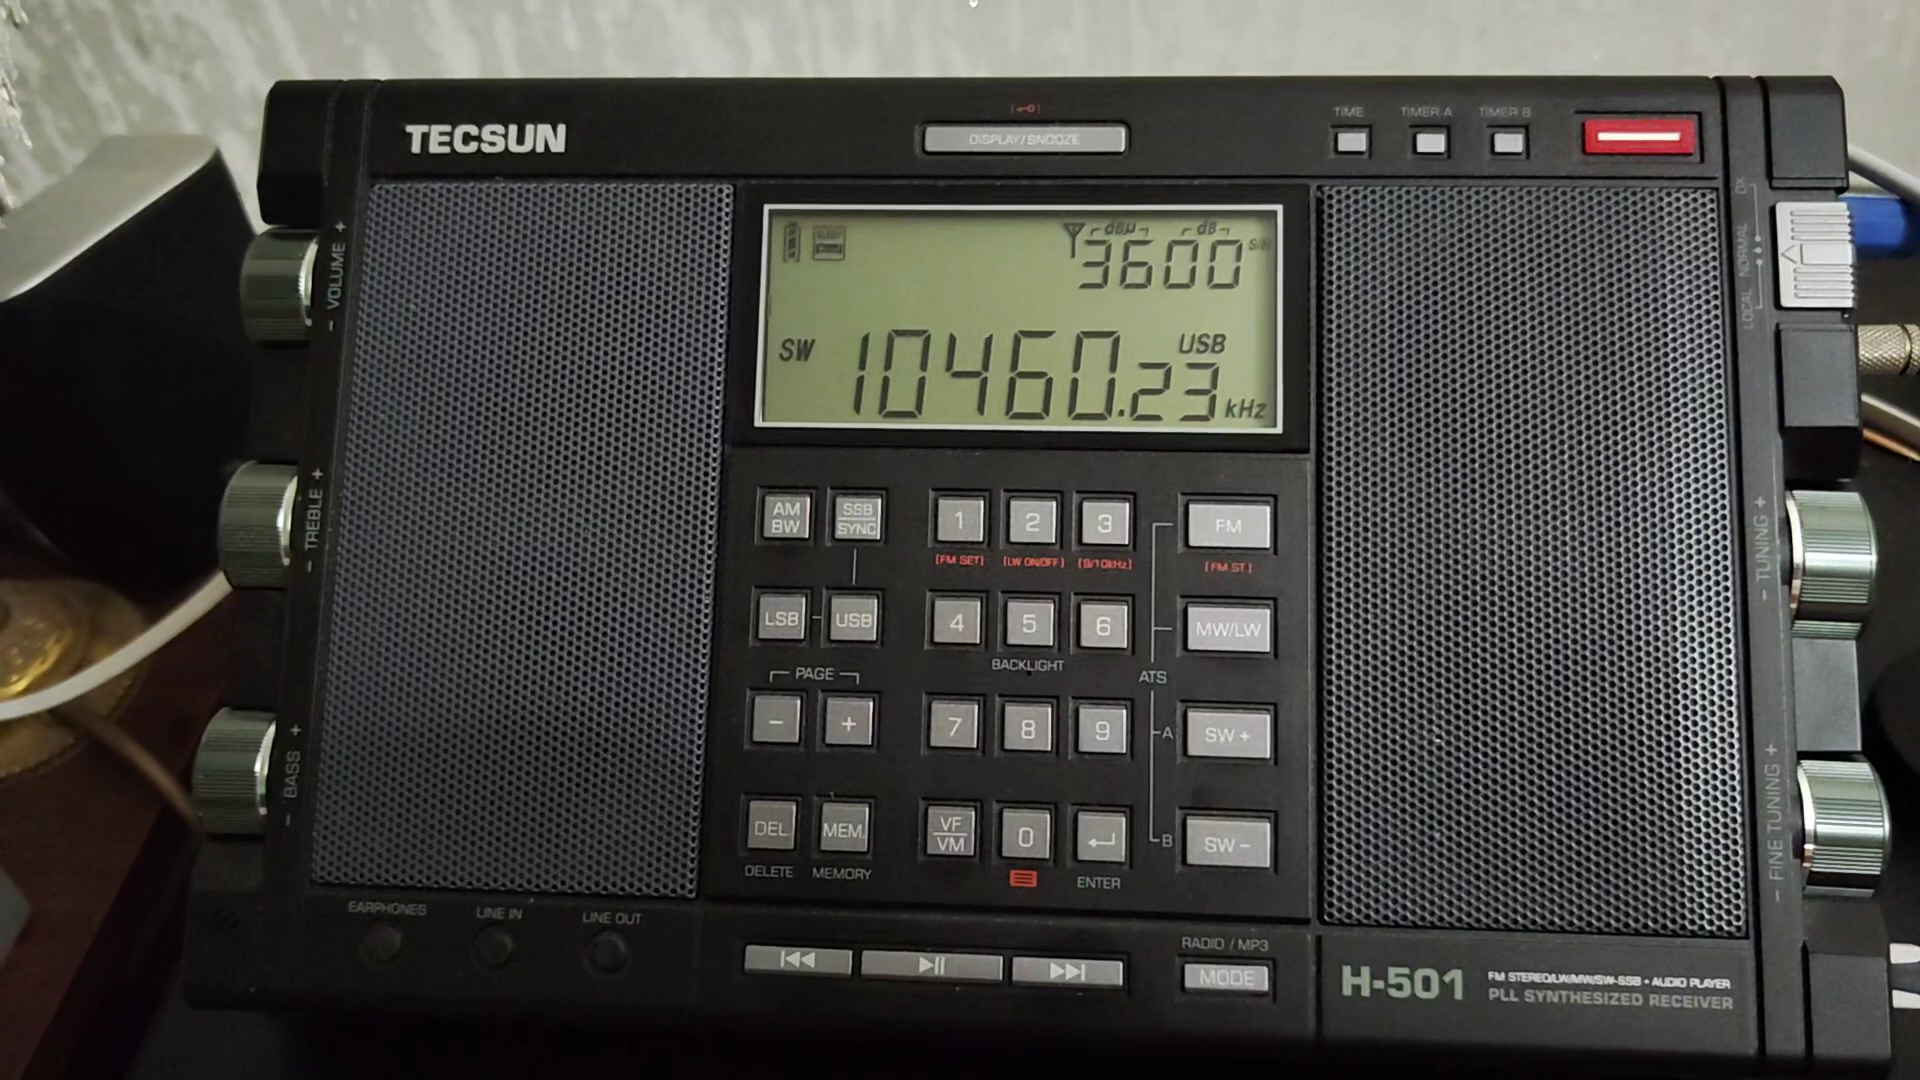 TECSUN
DISPLAY/SNOOZE
TIME
TIMER A
TIMER B
- VOLUME +
- TREBLE +
- BASS +
dBµ
dB
3600
S/N
SW
10460.23
USB
kHz
LOCAL NORMAL DX
- TUNING +
- FINE TUNING +
AM BW
SSB SYNC
1
2
3
FM
[FM SET]
[LW ON/OFF]
[9/10kHz]
[FM ST]
LSB
USB
4
5
6
MW/LW
BACKLIGHT
PAGE
ATS
-
+
7
8
9
A
SW +
DEL
MEM.
VF VM
0
B
SW -
DELETE
MEMORY
ENTER
EARPHONES
LINE IN
LINE OUT
RADIO / MP3
MODE
H-501
FM STEREO/LW/MW/SW-SSB • AUDIO PLAYER
PLL SYNTHESIZED RECEIVER